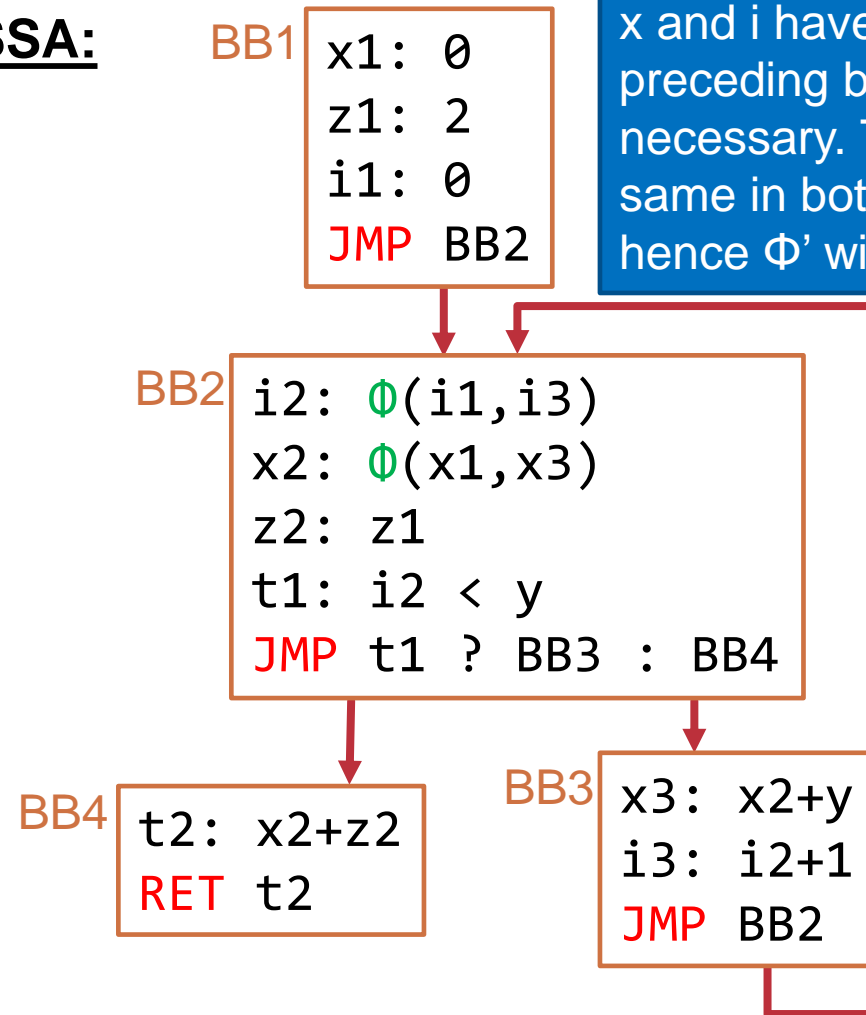 SSA:
BB1
x1: 0
z1: 2
i1: 0
JMP BB2
x and i have
preceding b
necessary.
same in bot
hence Φ’ wi
BB2
i2: Φ(i1,i3)
x2: Φ(x1,x3)
z2: z1
t1: i2 < y
JMP t1 ? BB3 : BB4
BB4
t2: x2+z2
RET t2
BB3
x3: x2+y
i3: i2+1
JMP BB2